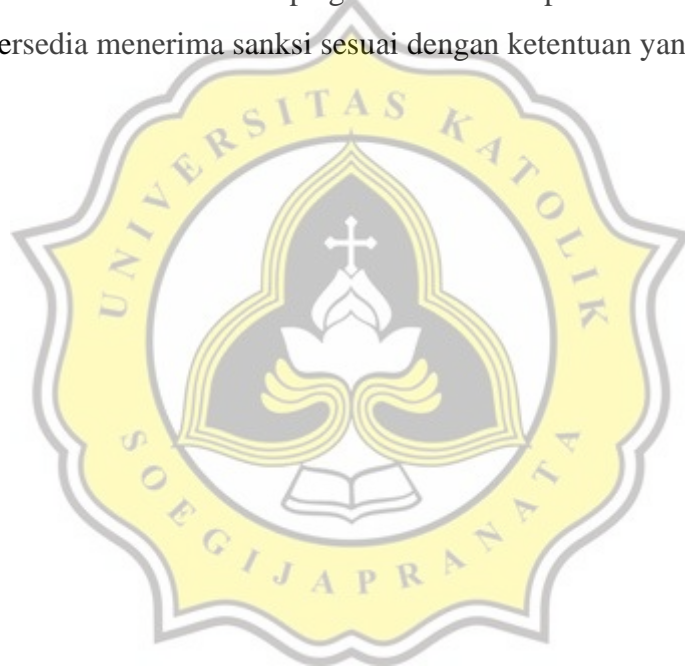 ersedia menerima sanksi sesuai dengan ketentuan yan
UNIVERSITAS KATOLIK
SOEGIJAPRANATA